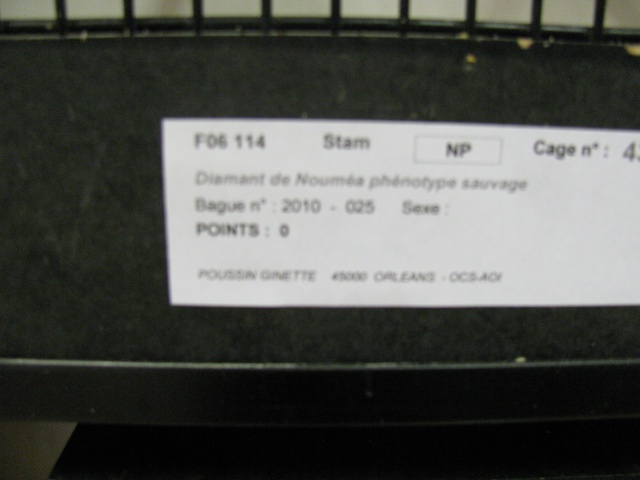 F06 114 Stam NP Cage n° : 43
Diamant de Nouméa phénotype sauvage
Bague n° : 2010 - 025 Sexe :
POINTS : 0
POUSSIN GINETTE 45000 ORLEANS - OCS-AOI